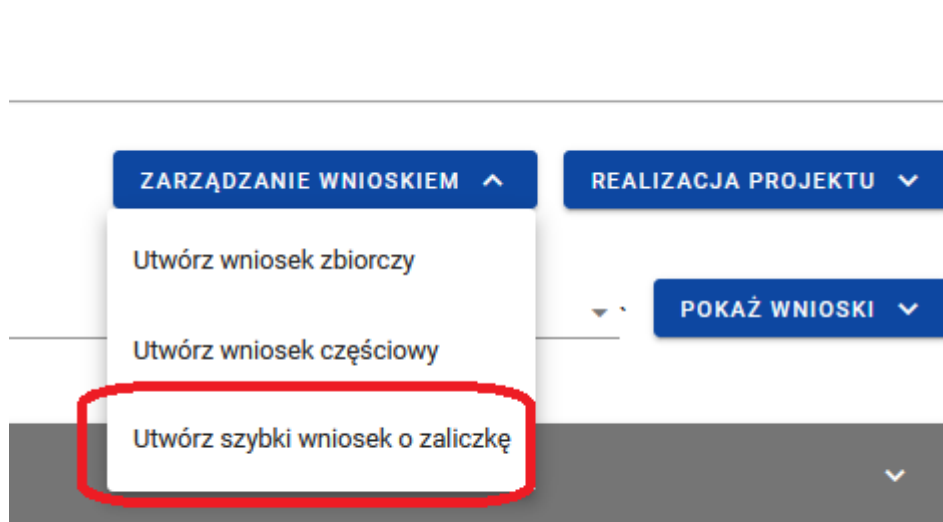 ZARZĄDZANIE WNIOSKIEM
REALIZACJA PROJEKTU
Utwórz wniosek zbiorczy
POKAŻ WNIOSKI
Utwórz wniosek częściowy
Utwórz szybki wniosek o zaliczkę